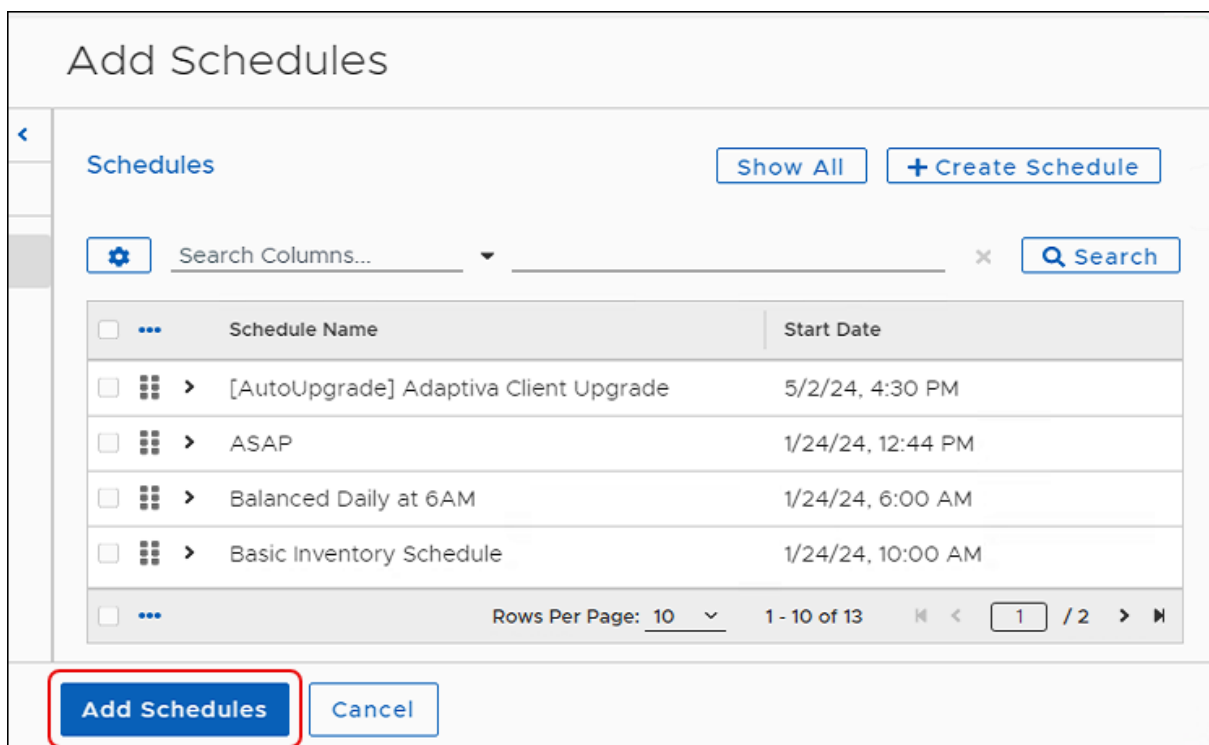 Add Schedules
Schedules
Show All
+ Create Schedule
Search Columns...
Search
Schedule Name Start Date
[AutoUpgrade] Adaptiva Client Upgrade 5/2/24, 4:30 PM
ASAP 1/24/24, 12:44 PM
Balanced Daily at 6AM 1/24/24, 6:00 AM
Basic Inventory Schedule 1/24/24, 10:00 AM
Rows Per Page: 10 1 - 10 of 13 1 / 2
Add Schedules Cancel